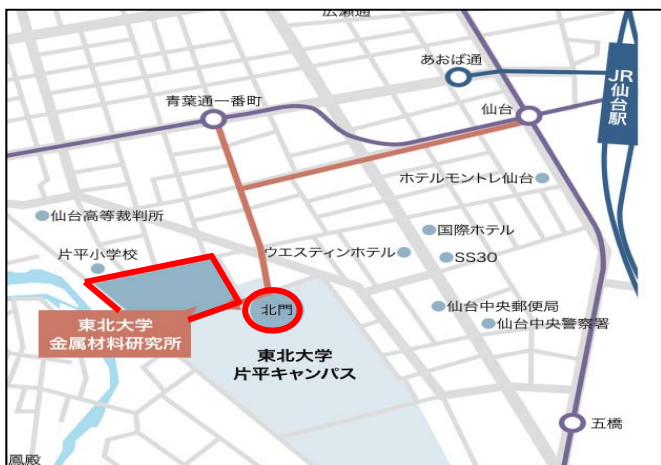 広瀬通
あおば通
JR仙台駅
青葉通一番町
仙台
ホテルモントレ仙台
仙台高等裁判所
国際ホテル
片平小学校
ウエスティンホテル
SS30
北門
仙台中央郵便局
東北大学
金属材料研究所
仙台中央警察署
東北大学
片平キャンパス
五橋
鳳殿